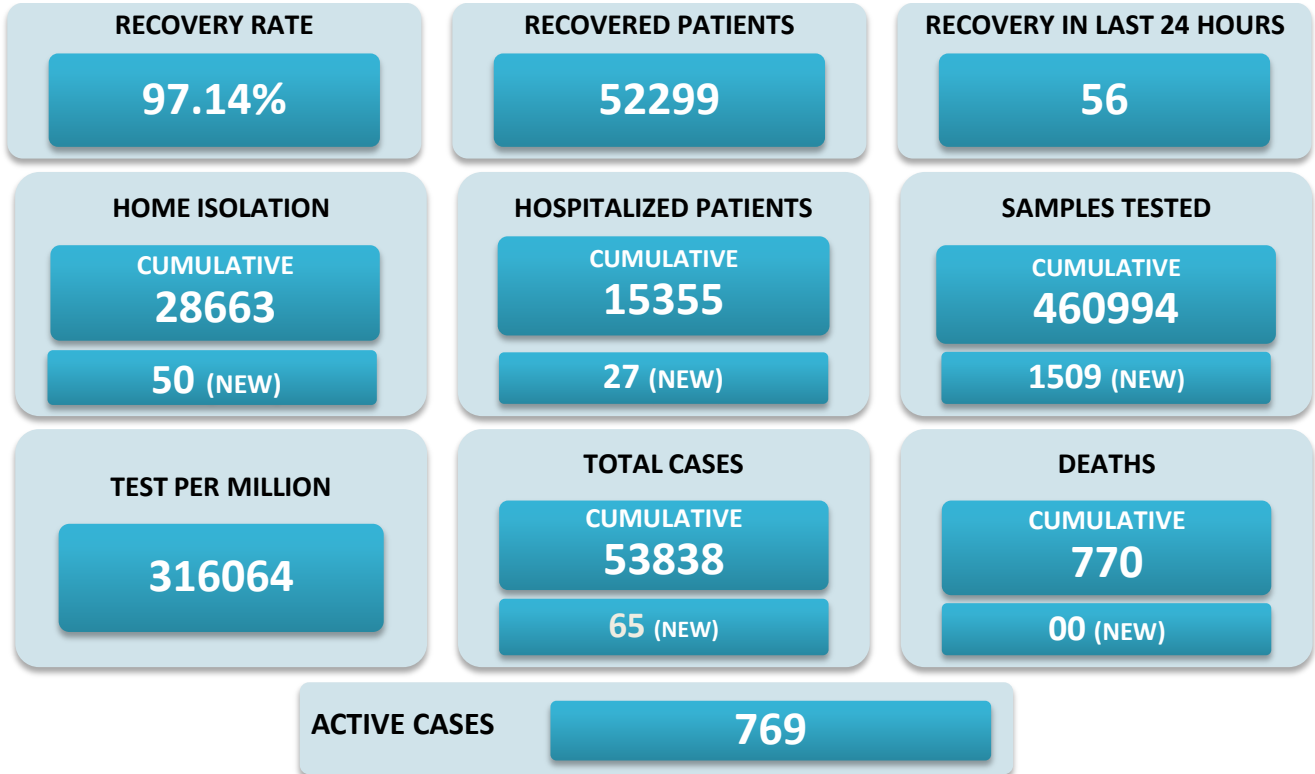 RECOVERY RATE
97.14%
RECOVERED PATIENTS
52299
RECOVERY IN LAST 24 HOURS
56
HOME ISOLATION
CUMULATIVE
28663
50 (NEW)
HOSPITALIZED PATIENTS
CUMULATIVE
15355
27 (NEW)
SAMPLES TESTED
CUMULATIVE
460994
1509 (NEW)
TEST PER MILLION
316064
TOTAL CASES
CUMULATIVE
53838
65 (NEW)
DEATHS
CUMULATIVE
770
00 (NEW)
ACTIVE CASES
769